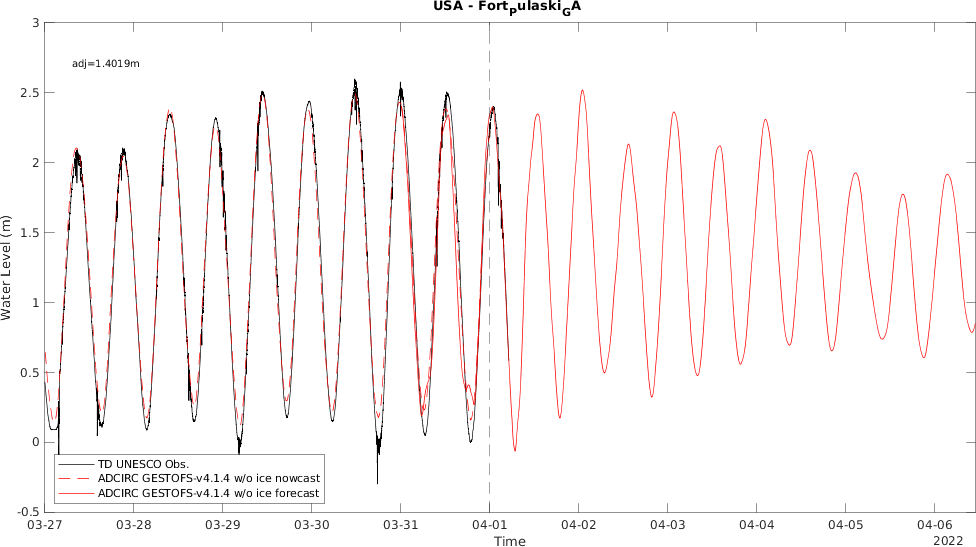 USA - Fort_Pulaski_GA
3
adj=1.4019m
2.5
2
1.5
1
0.5
0
-0.5
Water Level (m)
TD UNESCO Obs.
ADCIRC GESTOFS-v4.1.4 w/o ice nowcast
ADCIRC GESTOFS-v4.1.4 w/o ice forecast
03-27 03-28 03-29 03-30 03-31 04-01 04-02 04-03 04-04 04-05 04-06
Time
2022